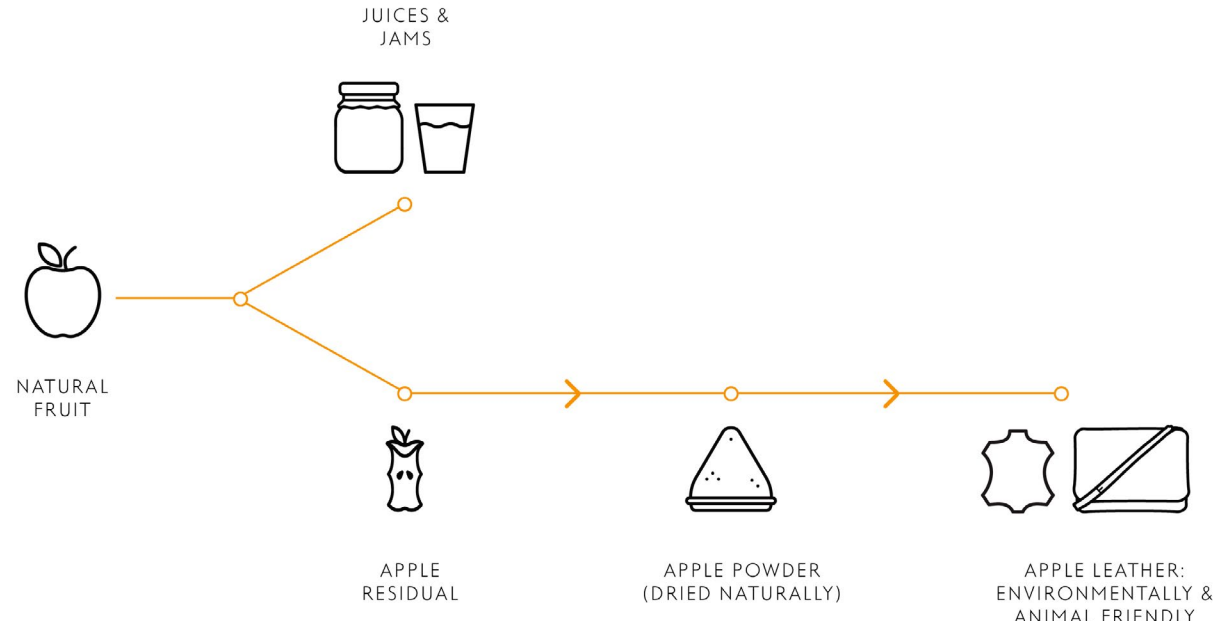 JUICES &
JAMS
NATURAL
FRUIT
APPLE
RESIDUAL
APPLE POWDER
(DRIED NATURALLY)
APPLE LEATHER:
ENVIRONMENTALLY &
ANIMAL FRIENDLY